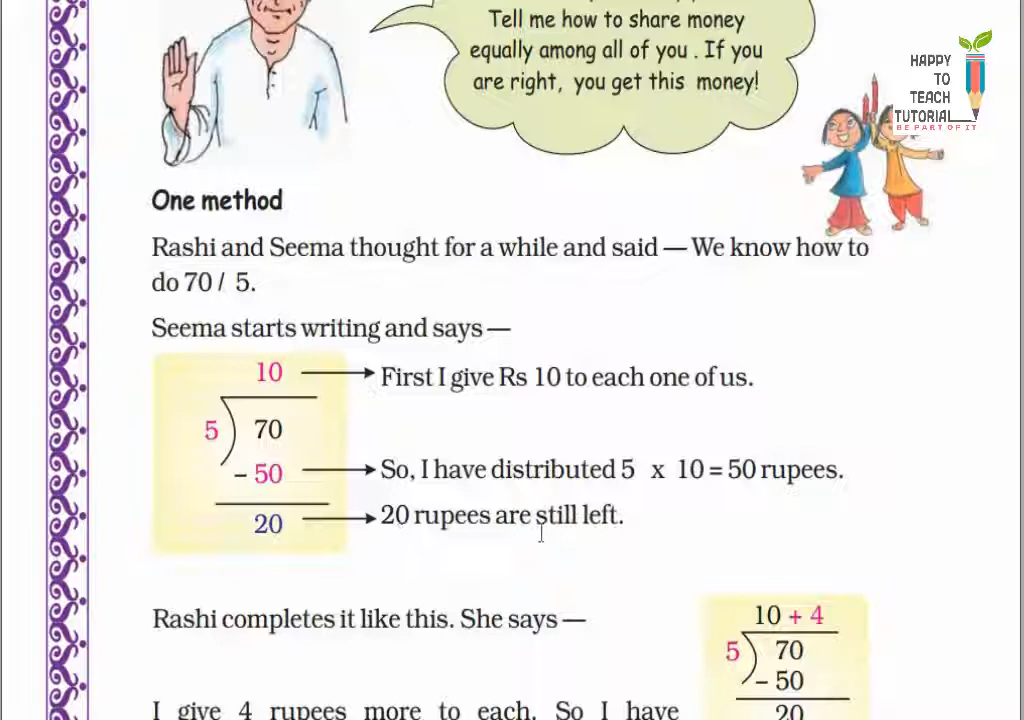 Tell me how to share money
equally among all of you . If you
are right, you get this money!
HAPPY
TO
TEACH
TUTORIAL
BE PART OF IT
One method
Rashi and Seema thought for a while and said — We know how to
do 70 / 5.
Seema starts writing and says —
10 First I give Rs 10 to each one of us.
5 70
– 50 So, I have distributed 5 x 10 = 50 rupees.
20 20 rupees are still left.
Rashi completes it like this. She says —
10 + 4
5 70
– 50
20
I give 4 rupees more to each. So I have